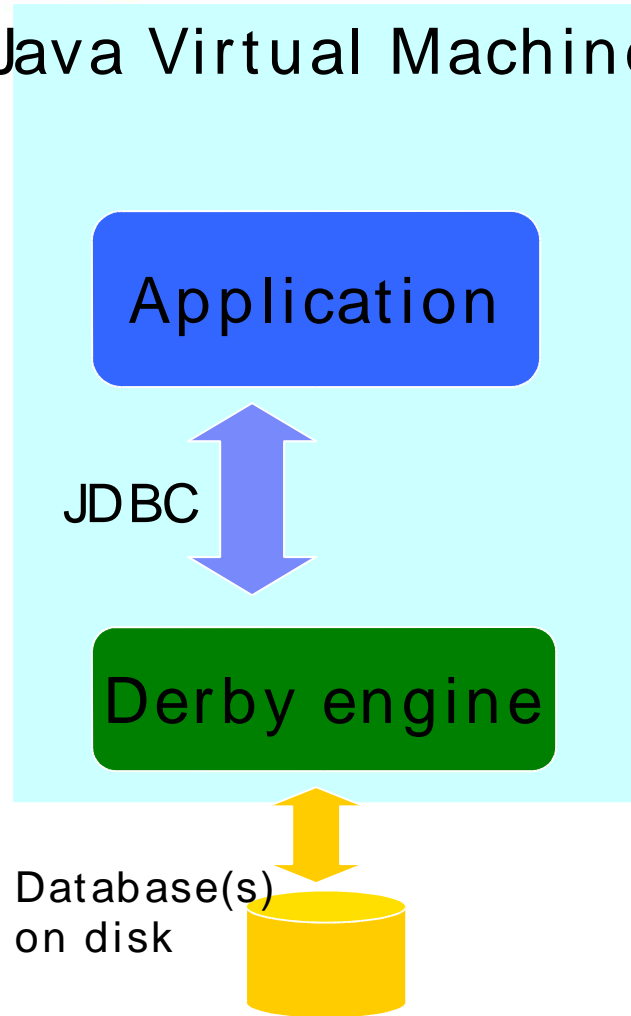 Java Virtual Machine
Application
JDBC
Derby engine
Database(s)
on disk